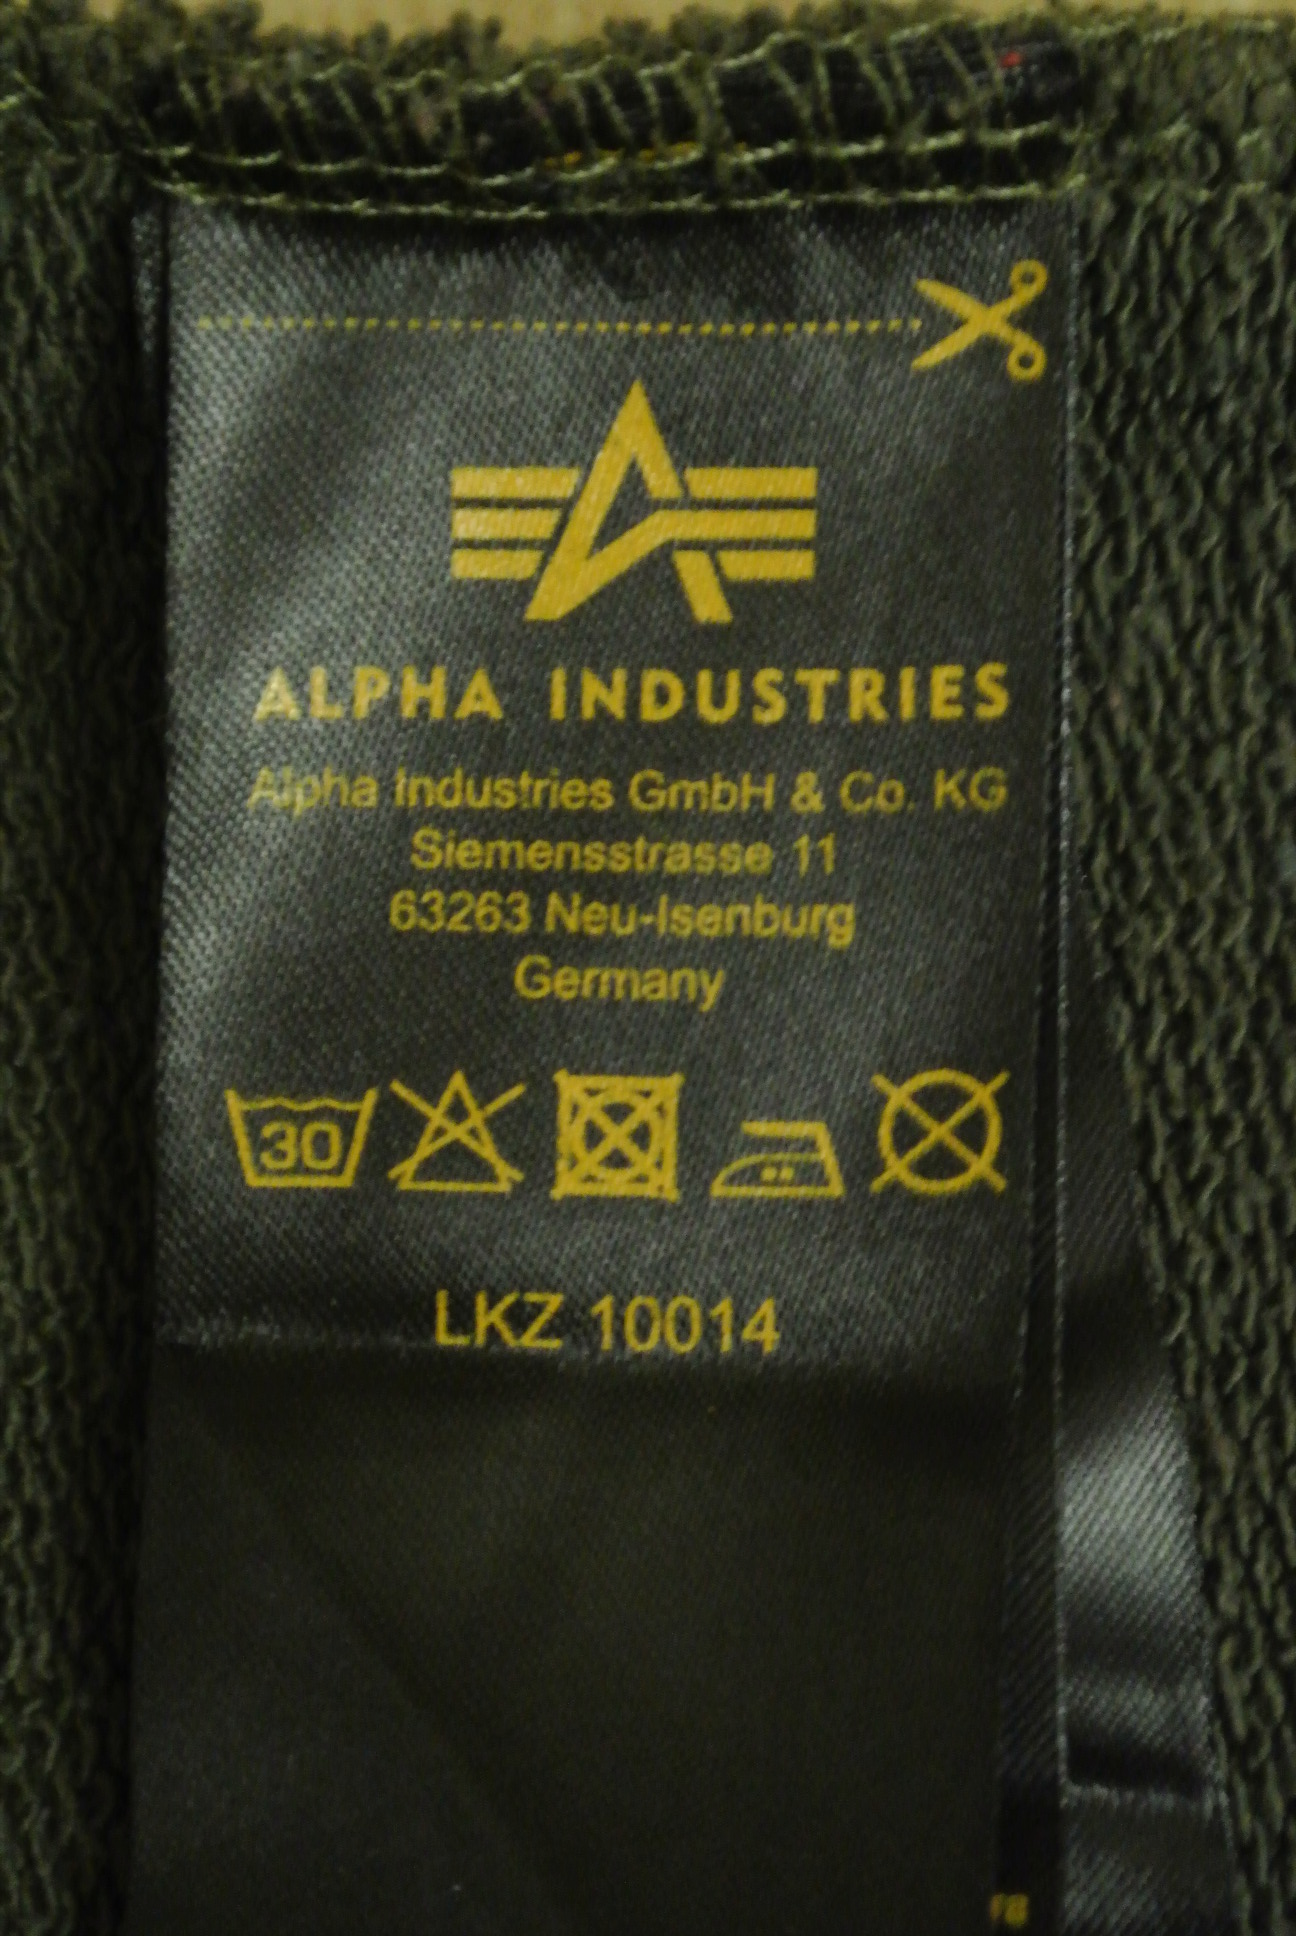 ALPHA INDUSTRIES
Alpha Industries GmbH & Co. KG
Siemensstrasse 11
63263 Neu-Isenburg
Germany
30
LKZ 10014